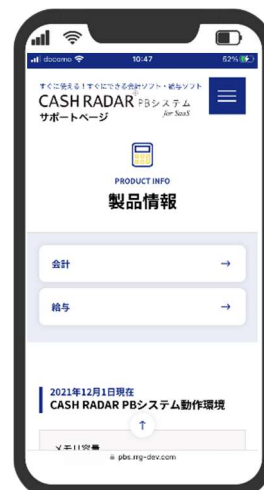 docomo 10:47 62%
すぐに使える！すぐにできる会計ソフト・給与ソフト
CASH RADAR PBシステム
for SaaS
サポートページ
PRODUCT INFO
製品情報
会計 →
給与 →
2021年12月1日現在
CASH RADAR PBシステム動作環境
↑
メモリ容量
pbs.rrg-dev.com